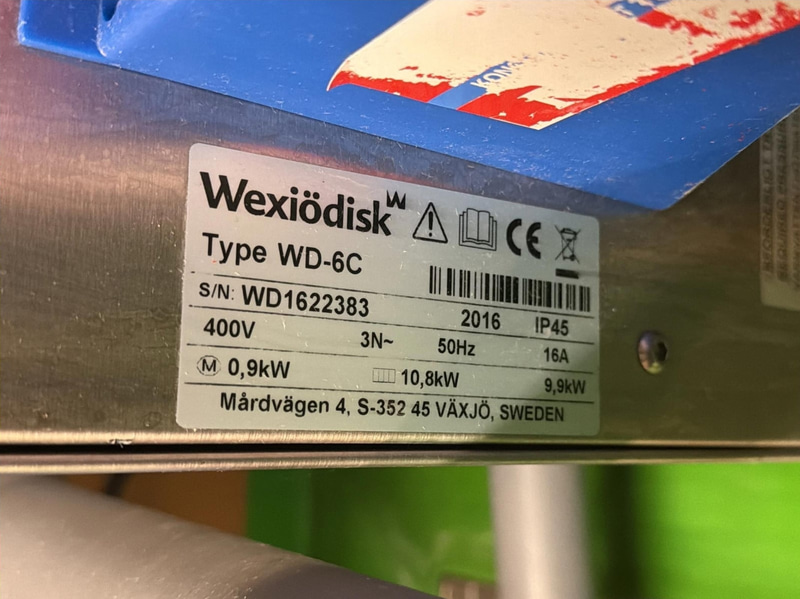 KON
Wexiödisk
Type WD-6C
S/N: WD1622383 2016 IP45
400V 3N~ 50Hz 16A
M 0,9kW 10,8kW 9,9kW
Mårdvägen 4, S-352 45 VÄXJÖ, SWEDEN